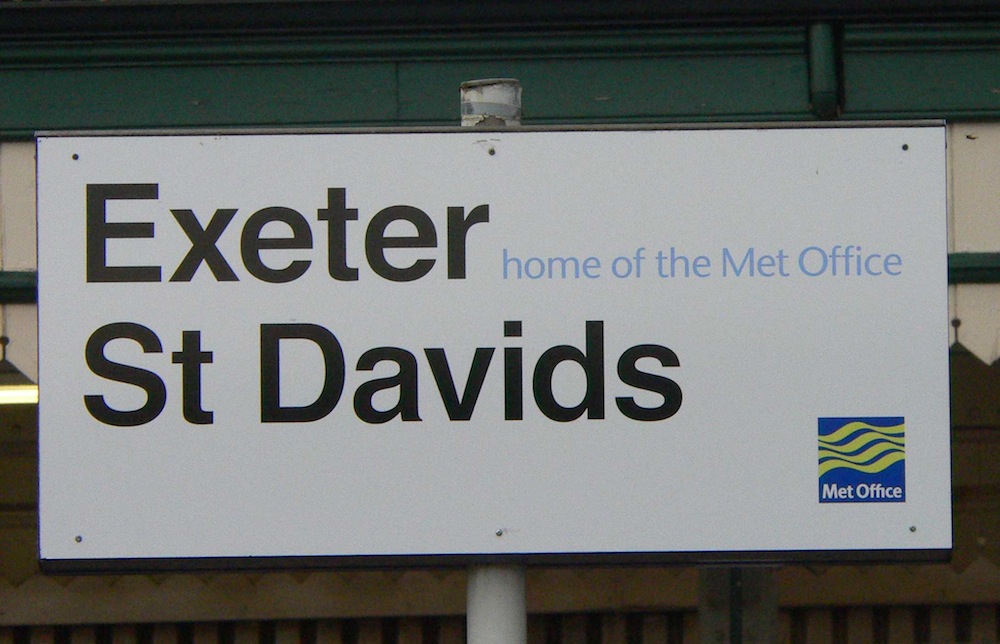 Exeter home of the Met Office
St Davids
Met Office